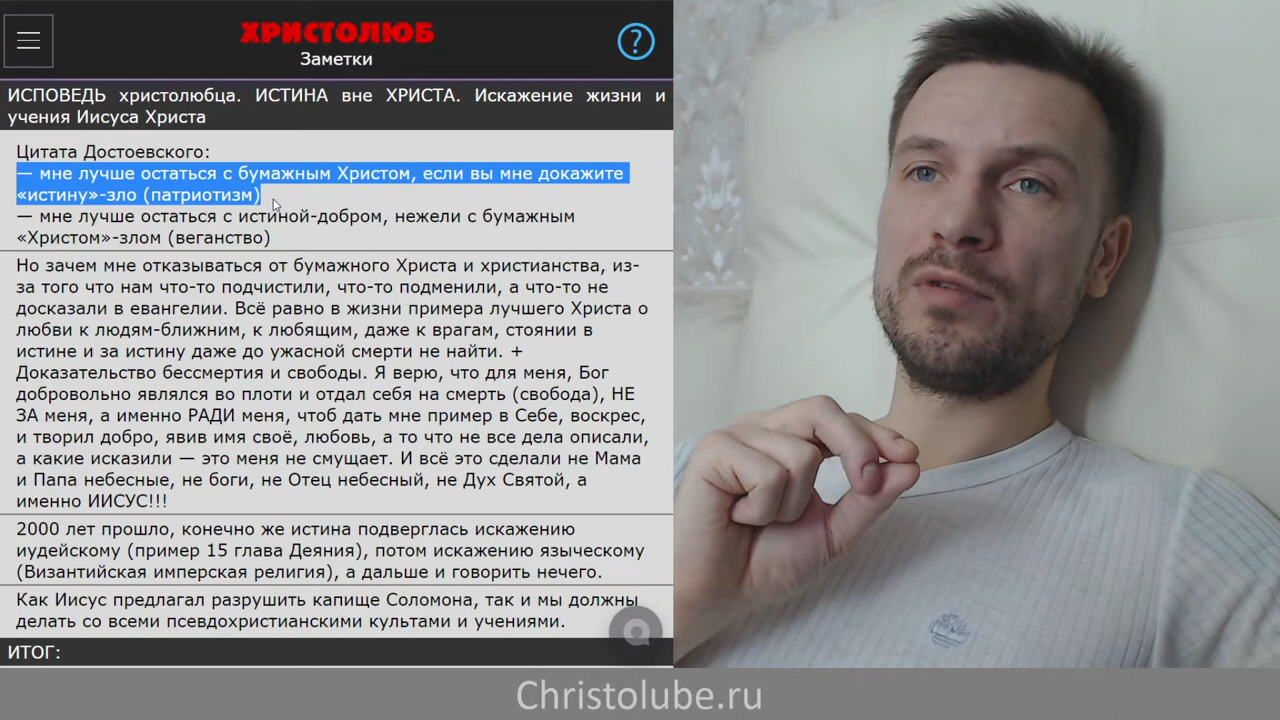 ХРИСТОЛЮБ
Заметки
?
ИСПОВЕДЬ христолюбца. ИСТИНА вне ХРИСТА. Искажение жизни и
учения Иисуса Христа
Цитата Достоевского:
— мне лучше остаться с бумажным Христом, если вы мне докажите
«истину»-зло (патриотизм)
— мне лучше остаться с истиной-добром, нежели с бумажным
«Христом»-злом (веганство)
Но зачем мне отказываться от бумажного Христа и христианства, из-
за того что нам что-то подчистили, что-то подменили, а что-то не
досказали в евангелии. Всё равно в жизни примера лучшего Христа о
любви к людям-ближним, к любящим, даже к врагам, стоянии в
истине и за истину даже до ужасной смерти не найти. +
Доказательство бессмертия и свободы. Я верю, что для меня, Бог
добровольно являлся во плоти и отдал себя на смерть (свобода), НЕ
ЗА меня, а именно РАДИ меня, чтоб дать мне пример в Себе, воскрес,
и творил добро, явив имя своё, любовь, а то что не все дела описали,
а какие исказили — это меня не смущает. И всё это сделали не Мама
и Папа небесные, не боги, не Отец небесный, не Дух Святой, а
именно ИИСУС!!!
2000 лет прошло, конечно же истина подверглась искажению
иудейскому (пример 15 глава Деяния), потом искажению языческому
(Византийская имперская религия), а дальше и говорить нечего.
Как Иисус предлагал разрушить капище Соломона, так и мы должны
делать со всеми псевдохристианскими культами и учениями.
ИТОГ:
Christolube.ru